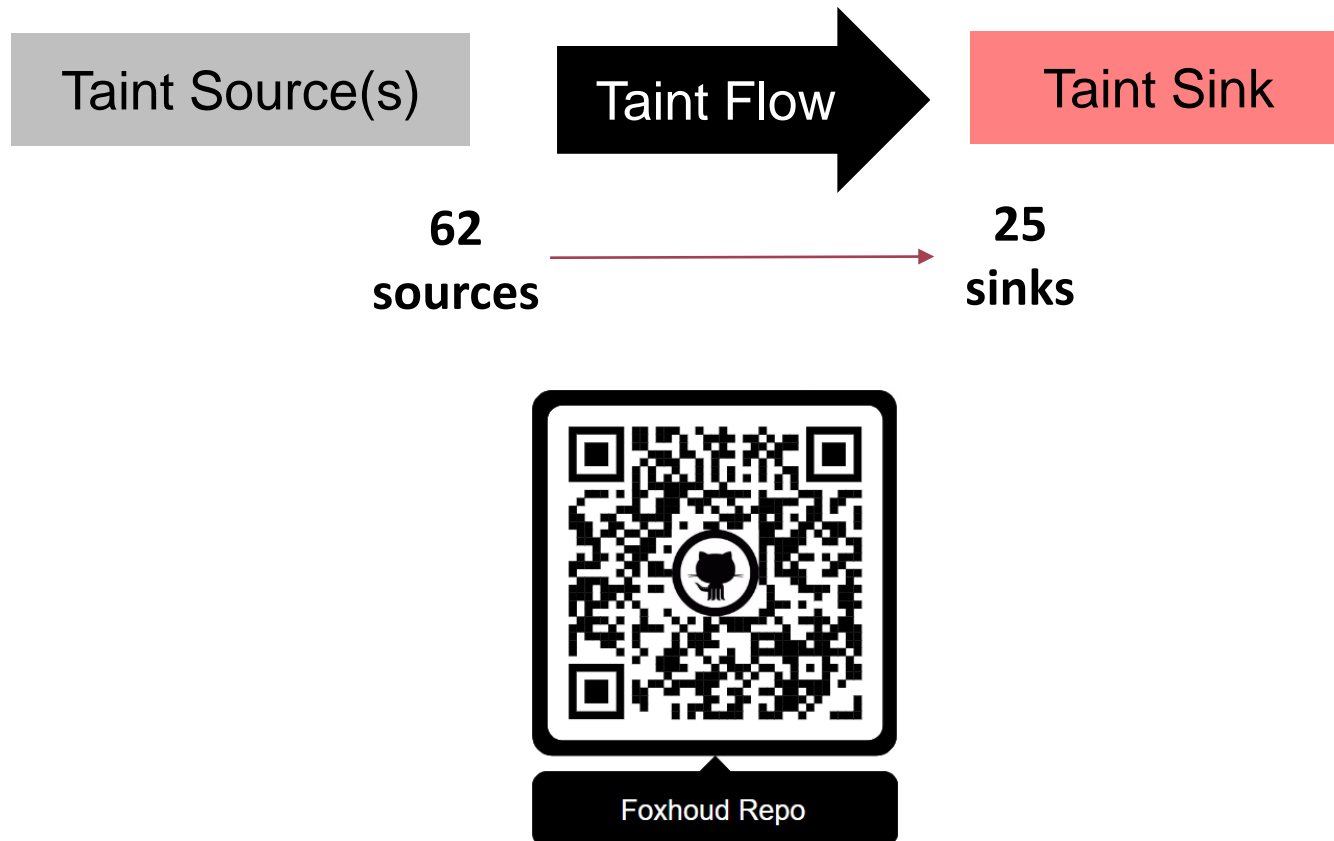 Taint Source(s)
Taint Flow
Taint Sink
62
sources
25
sinks
Foxhoud Repo